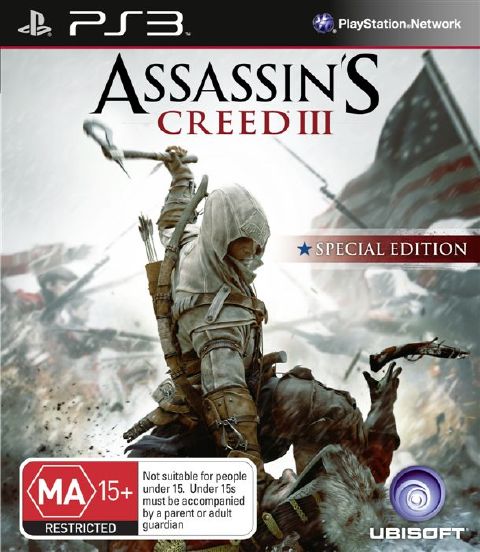 PS3
PlayStation Network
ASSASSIN'S
CREED III
SPECIAL EDITION
MA 15+
RESTRICTED
Not suitable for people
under 15. Under 15s
must be accompanied
by a parent or adult
guardian
UBISOFT